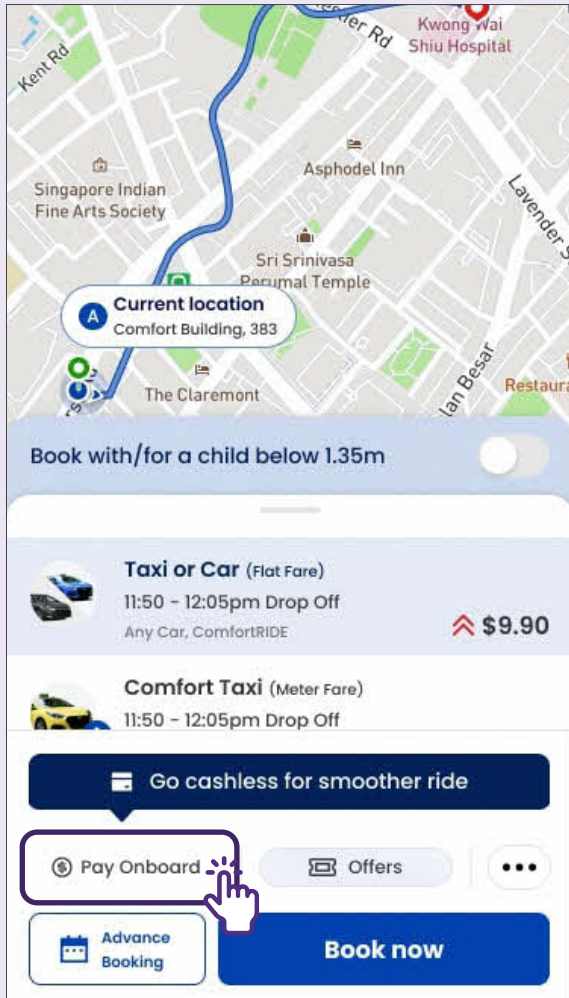 Kwong Wai
Shiu Hospital
Kent Rd
Rd
Asphodel Inn
Singapore Indian
Fine Arts Society
Lavender
Sri Srinivasa
Perumal Temple
A
Current location
Comfort Building, 383
The Claremont
Besar
Book with/for a child below 1.35m
Taxi or Car (Flat Fare)
11:50 - 12:05pm Drop Off
Any Car, ComfortRIDE
$9.90
Comfort Taxi (Meter Fare)
11:50 - 12:05pm Drop Off
Go cashless for smoother ride
$ Pay Onboard
Offers
Advance
Booking
Book now